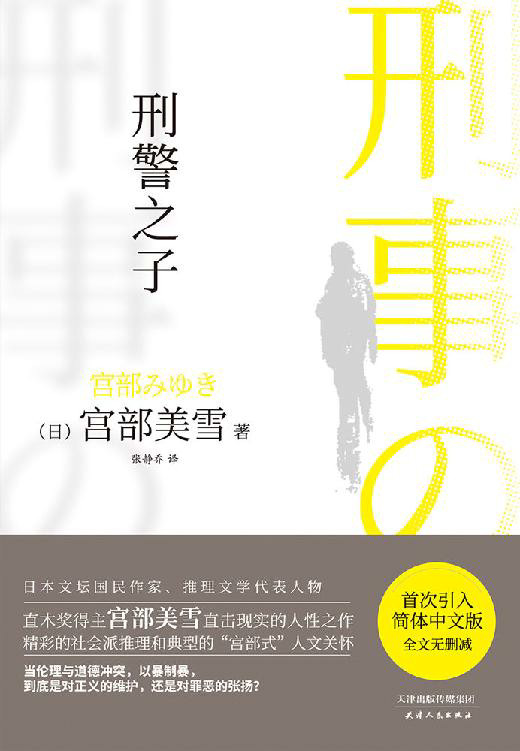 刑事の
刑警之子
刑事の
宫部みゆき
（日）宫部美雪 著
张静乔 译
日本文坛国民作家、推理文学代表人物
直木奖得主宫部美雪直击现实的人性之作
精彩的社会派推理和典型的“宫部式”人文关怀
当伦理与道德冲突，以暴制暴，
到底是对正义的维护，还是对罪恶的张扬？
首次引入
简体中文版
全文无删减
天津出版传媒集团
天津人民出版社